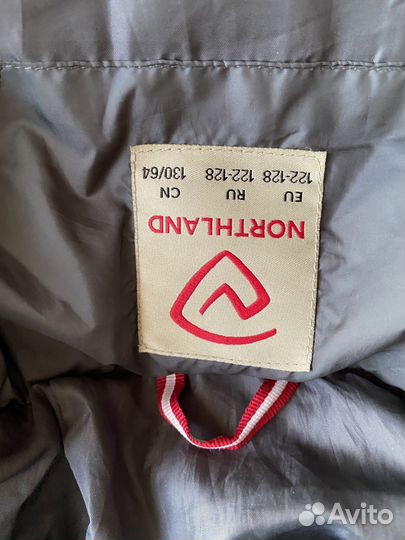 NORTHLAND
EU RU CN
122-128 122-128 130/64
Avito